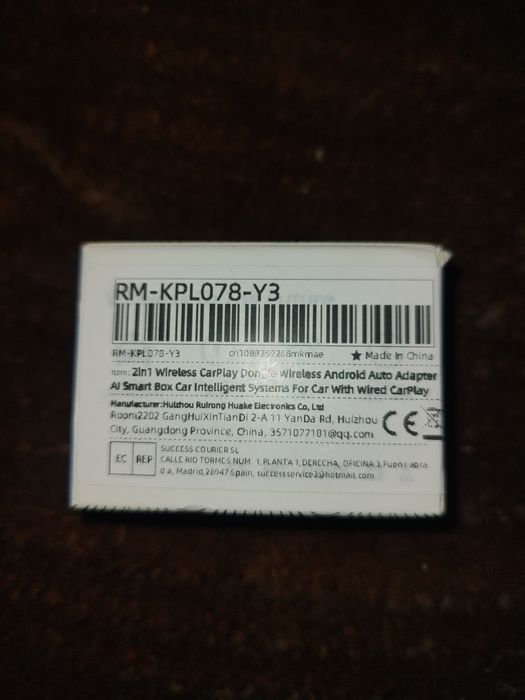 RM-KPL078-Y3
RM-KPL078-Y3 cn1088259268mkmae ★ Made In China
Item: 2in1 Wireless CarPlay Dongle Wireless Android Auto Adapter
AI Smart Box Car Intelligent Systems For Car With Wired CarPlay
Manufacturer:Huizhou Ruirong Huake Electronics Co, Ltd
Room2202 GangHuiXinTianDi 2-A 11 YanDa Rd, Huizhou
City, Guangdong Province, China, 3571077181@qq.com
CE
EC REP
SUCCESS COURIER SL
CALLE RIO TORMES NUM. 1, PLANTA 1, DERECHA, OFICINA 3, Fuenlabra
d a, Madrid, 28947 Spain, successservice2@hotmail.com